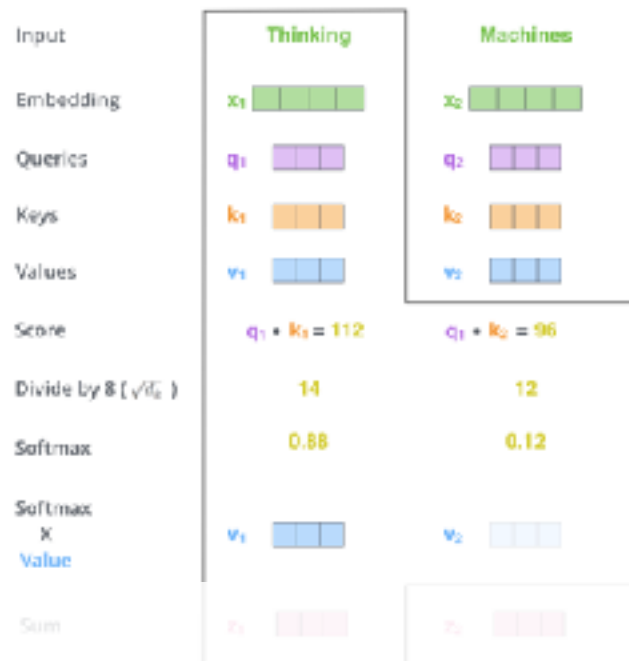 Input Thinking Machines
Embedding x₁ x₂
Queries q₁ q₂
Keys k₁ k₂
Values v₁ v₂
Score q₁ • k₁ = 112 q₁ • k₂ = 96
Divide by 8 ( √dₖ ) 14 12
Softmax 0.88 0.12
Softmax
X
Value v₁ v₂
Sum z₁ z₂